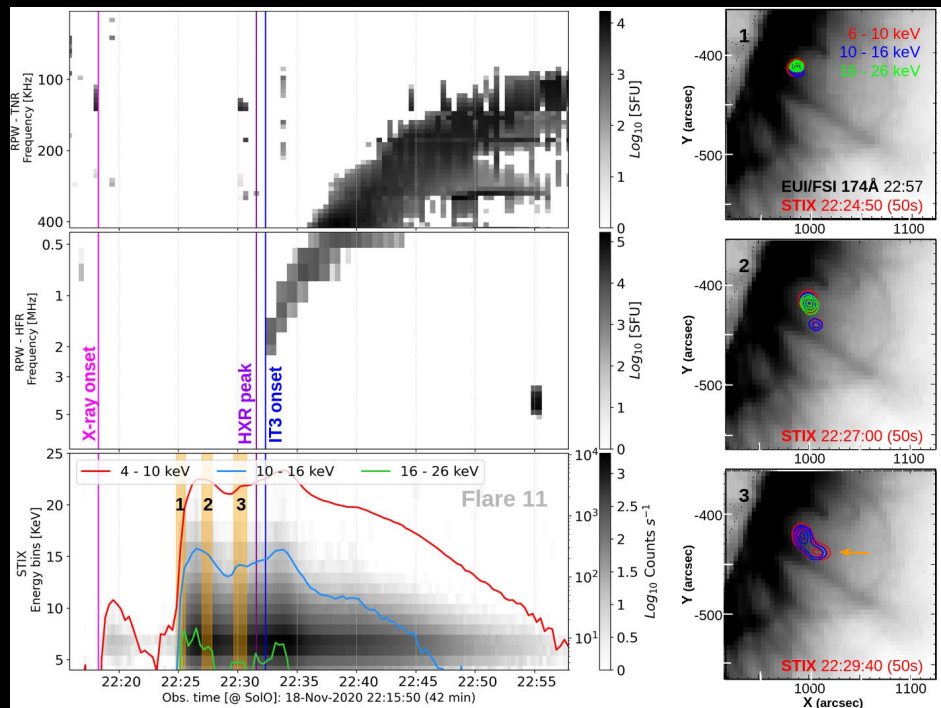 RPW - TNR
Frequency [KHz]
100
200
400
Log10 [SFU]
4
3
2
1
0
RPW - HFR
Frequency [MHz]
0.5
1
2
3
5
X-ray onset
HXR peak
IT3 onset
Log10 [SFU]
5
4
3
2
1
0
STIX
Energy bins [KeV]
25
20
15
10
5
4 - 10 keV
10 - 16 keV
16 - 26 keV
1
2
3
Flare 11
10^4
10^3
10^2
10^1
Log10 Counts s^-1
3
2.5
2
1.5
1
0.5
0
22:20
22:25
22:30
22:35
22:40
22:45
22:50
22:55
Obs. time [@ SolO]: 18-Nov-2020 22:15:50 (42 min)
1
6 - 10 keV
10 - 16 keV
- 26 keV
Y (arcsec)
-400
-500
EUI/FSI 174Å 22:57
STIX 22:24:50 (50s)
1000
1100
2
Y (arcsec)
-400
-500
STIX 22:27:00 (50s)
1000
1100
3
Y (arcsec)
-400
-500
STIX 22:29:40 (50s)
1000
1100
X (arcsec)